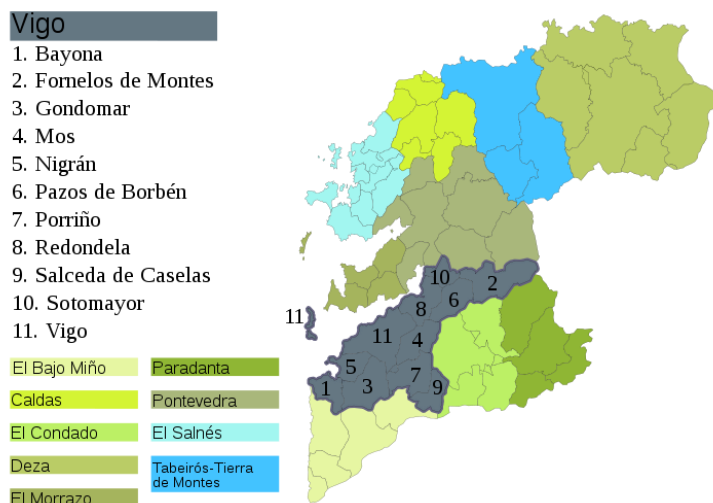 Vigo
1. Bayona
2. Fornelos de Montes
3. Gondomar
4. Mos
5. Nigrán
6. Pazos de Borbén
7. Porriño
8. Redondela
9. Salceda de Caselas
10. Sotomayor
11. Vigo
El Bajo Miño
Paradanta
Caldas
Pontevedra
El Condado
El Salnés
Deza
Tabeirós-Tierra
de Montes
El Morrazo
10
2
6
8
11
11
4
5
7
9
3
1